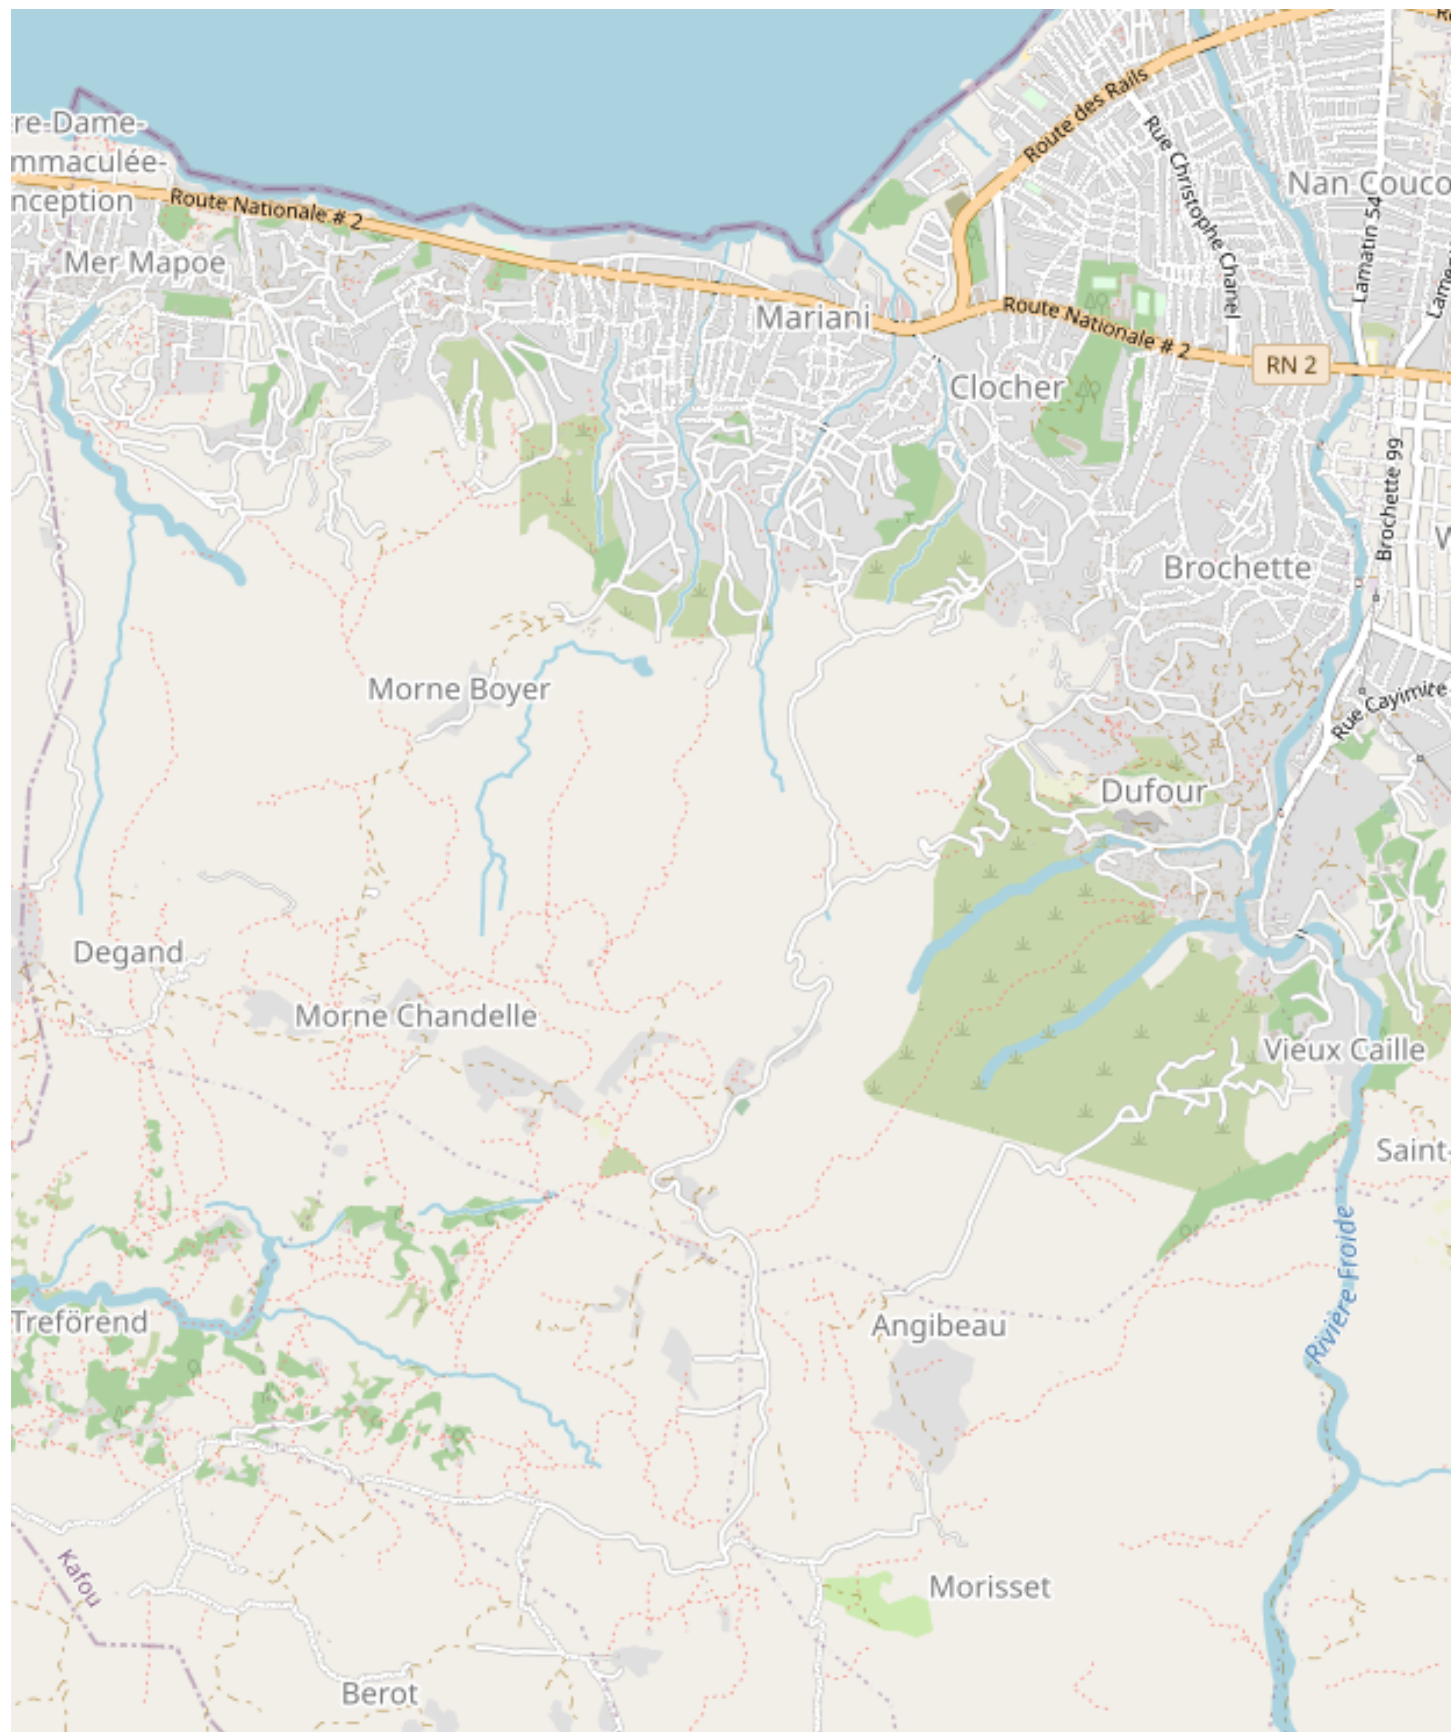 re-Dame-
mmaculée-
nception
Route Nationale # 2
Mer Mapoe
Route des Rails
Rue Christophe Chanel
Nan Couco
Lamatin 54
Mariani
Route Nationale # 2
RN 2
Clocher
Brochette 99
Brochette
Morne Boyer
Rue Cayimite
Dufour
Degand
Morne Chandelle
Vieux Caille
Saint-
Rivière Froide
Treförend
Angibeau
Kafou
Morisset
Berot